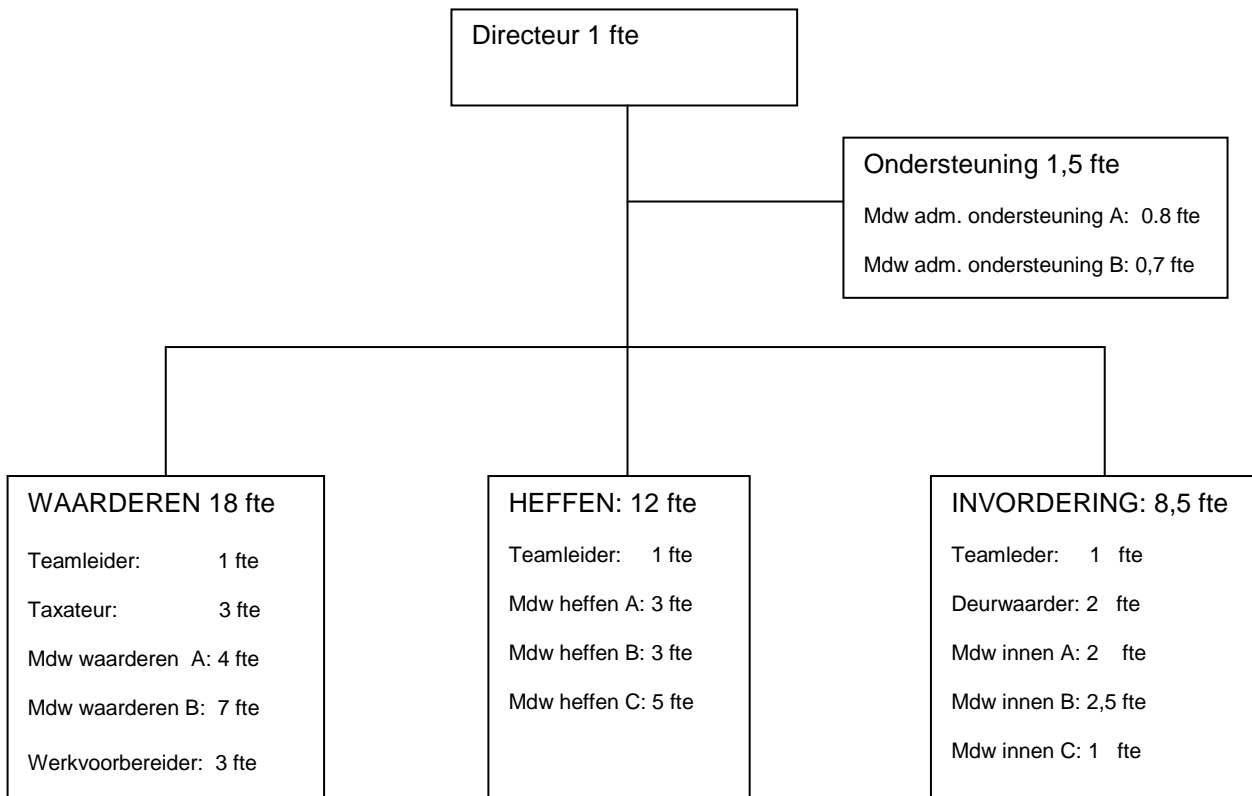 Directeur 1 fte
Ondersteuning 1,5 fte
Mdw adm. ondersteuning A: 0.8 fte
Mdw adm. ondersteuning B: 0,7 fte
WAARDEREN 18 fte
Teamleider: 1 fte
Taxateur: 3 fte
Mdw waarderen A: 4 fte
Mdw waarderen B: 7 fte
Werkvoorbereider: 3 fte
HEFFEN: 12 fte
Teamleider: 1 fte
Mdw heffen A: 3 fte
Mdw heffen B: 3 fte
Mdw heffen C: 5 fte
INVORDERING: 8,5 fte
Teamleder: 1 fte
Deurwaarder: 2 fte
Mdw innen A: 2 fte
Mdw innen B: 2,5 fte
Mdw innen C: 1 fte